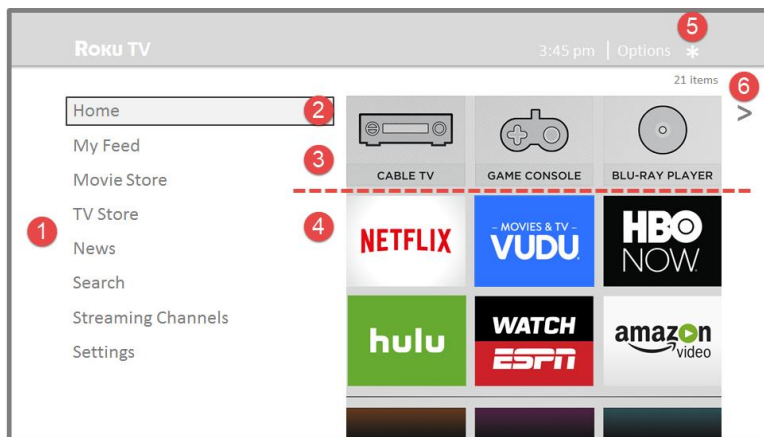 5
ROKU TV
3:45 pm | Options *
21 items
6
>
Home
2
My Feed
3
Movie Store
CABLE TV
GAME CONSOLE
BLU-RAY PLAYER
1
TV Store
4
News
Search
Streaming Channels
Settings
NETFLIX
– MOVIES & TV –
VUDU
HBO
NOW
hulu
WATCH
ESPN
amazon
video